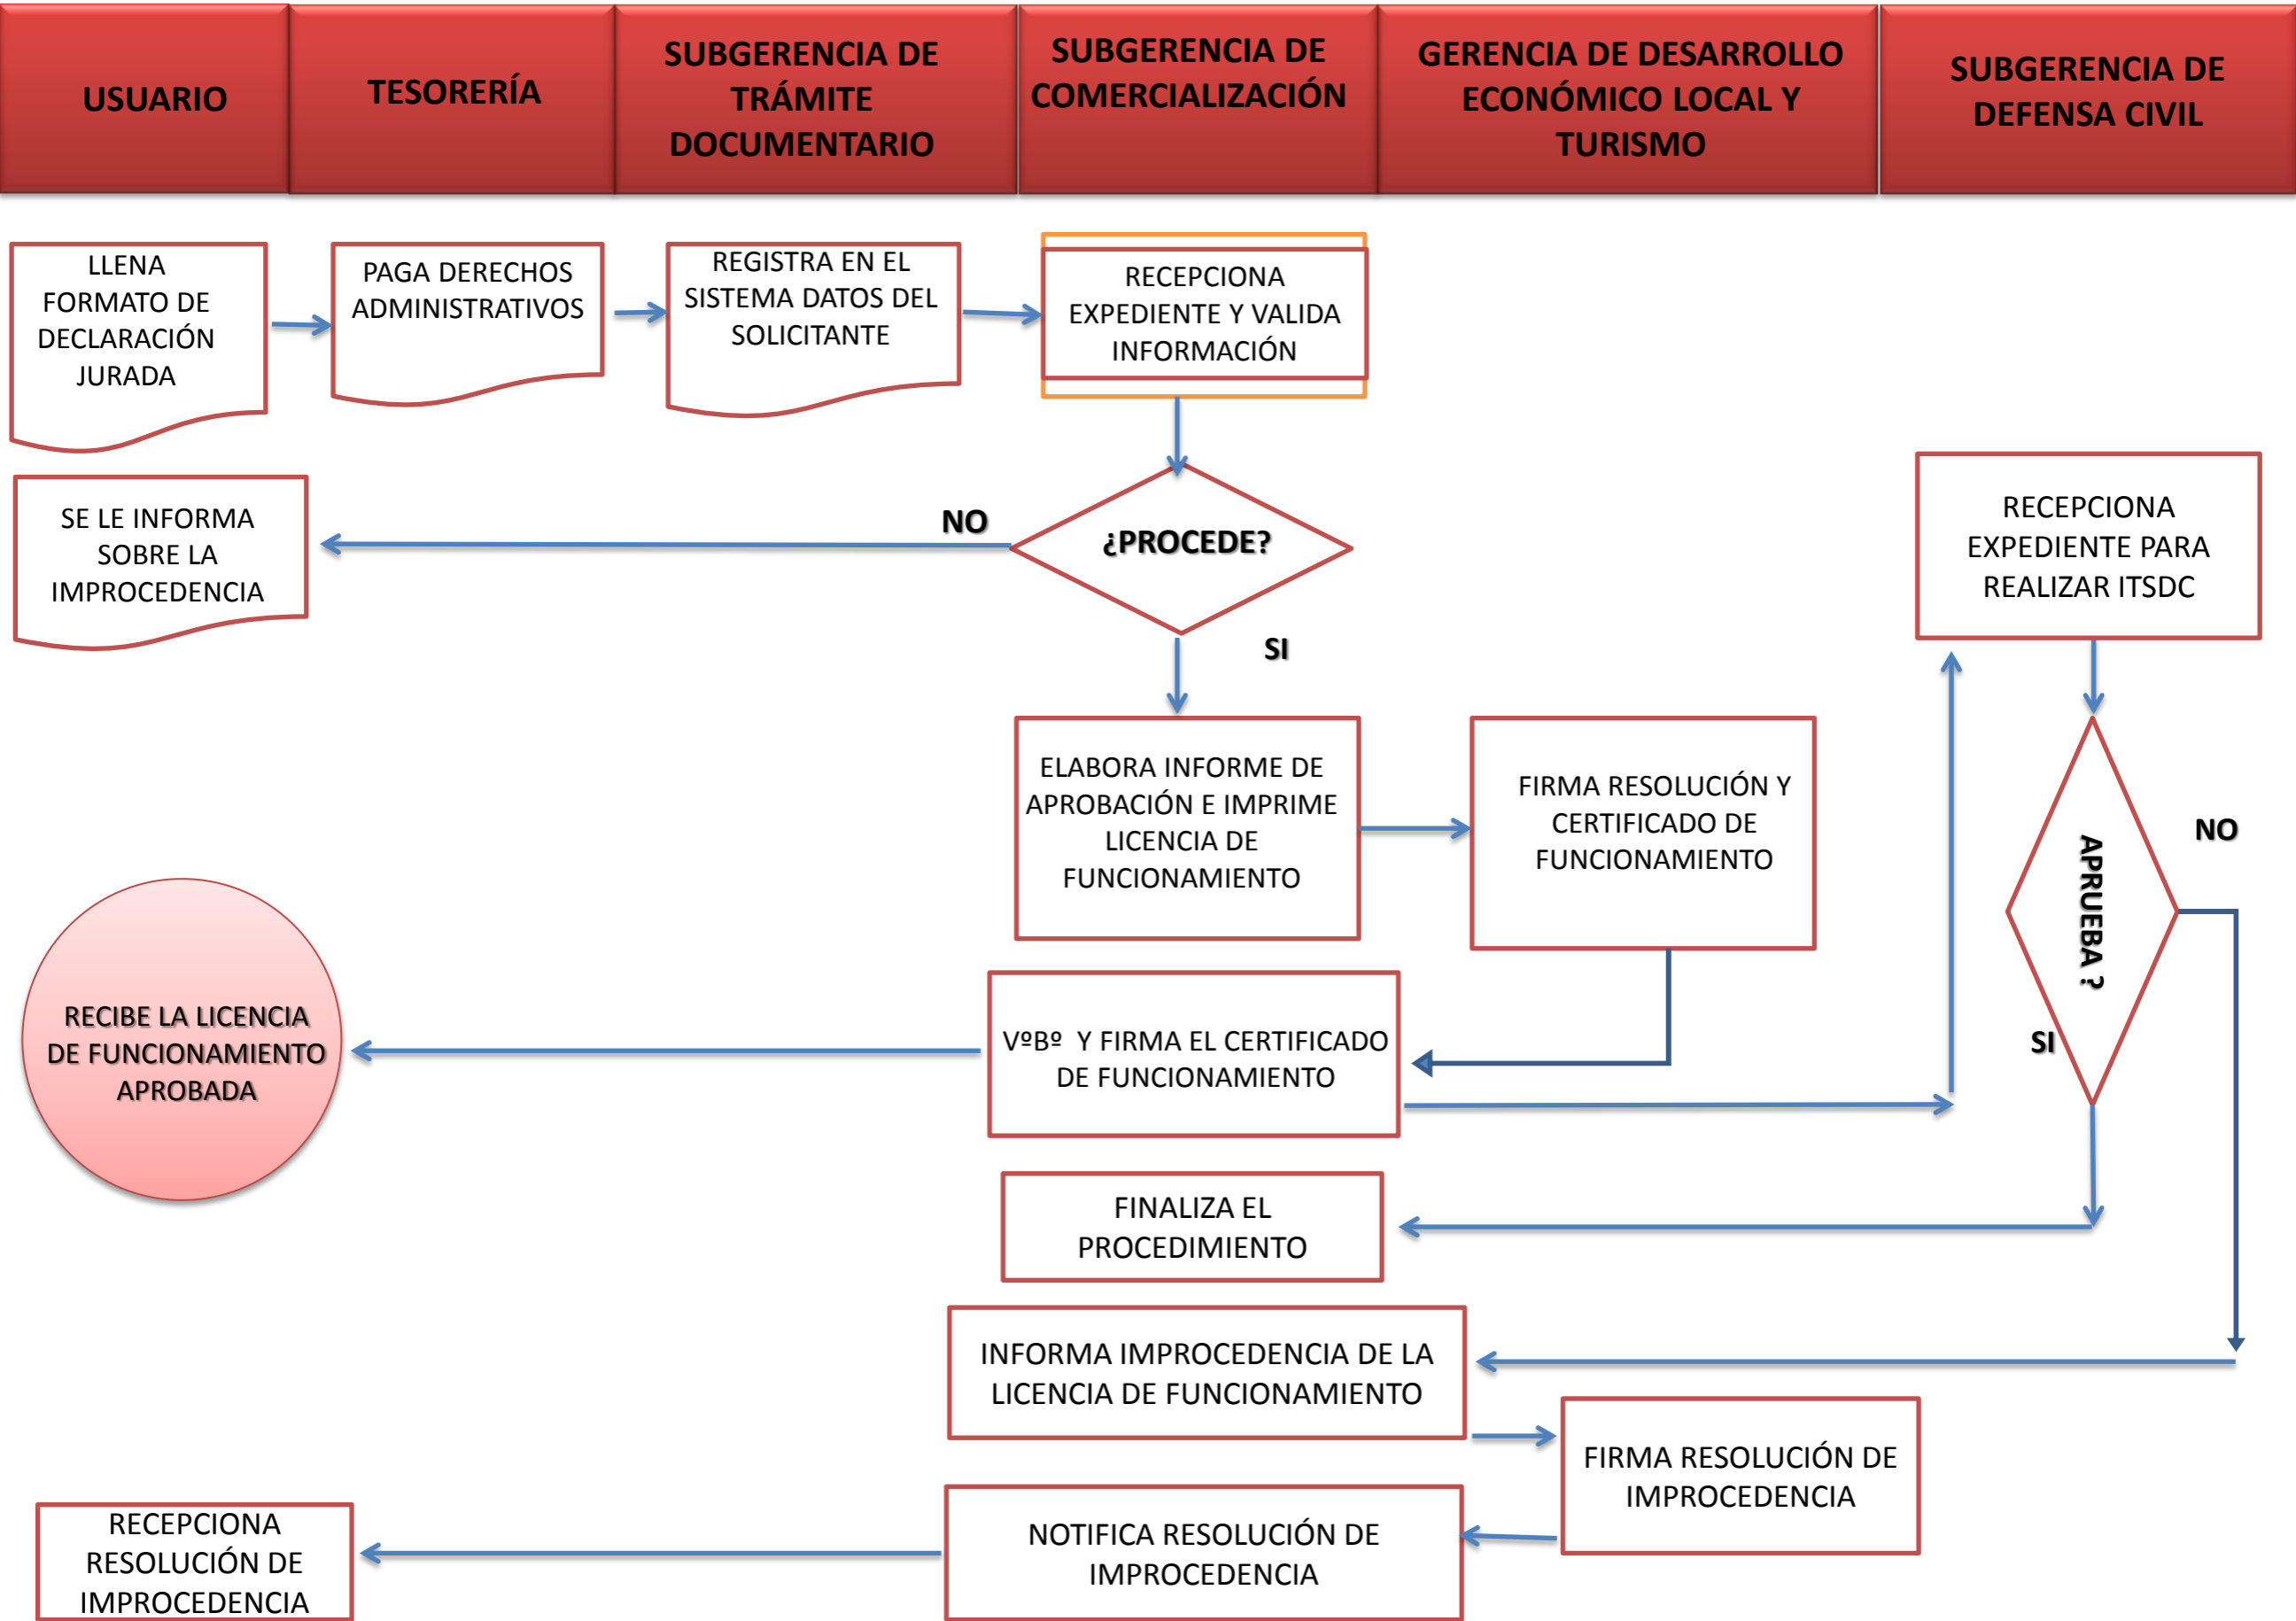 USUARIO
TESORERÍA
SUBGERENCIA DE
TRÁMITE
DOCUMENTARIO
SUBGERENCIA DE
COMERCIALIZACIÓN
GERENCIA DE DESARROLLO
ECONÓMICO LOCAL Y
TURISMO
SUBGERENCIA DE
DEFENSA CIVIL
LLENA
FORMATO DE
DECLARACIÓN
JURADA
PAGA DERECHOS
ADMINISTRATIVOS
REGISTRA EN EL
SISTEMA DATOS DEL
SOLICITANTE
RECEPCIONA
EXPEDIENTE Y VALIDA
INFORMACIÓN
SE LE INFORMA
SOBRE LA
IMPROCEDENCIA
NO
¿PROCEDE?
SI
RECEPCIONA
EXPEDIENTE PARA
REALIZAR ITSDC
ELABORA INFORME DE
APROBACIÓN E IMPRIME
LICENCIA DE
FUNCIONAMIENTO
FIRMA RESOLUCIÓN Y
CERTIFICADO DE
FUNCIONAMIENTO
APRUEBA ?
NO
SI
RECIBE LA LICENCIA
DE FUNCIONAMIENTO
APROBADA
VºBº Y FIRMA EL CERTIFICADO
DE FUNCIONAMIENTO
FINALIZA EL
PROCEDIMIENTO
INFORMA IMPROCEDENCIA DE LA
LICENCIA DE FUNCIONAMIENTO
FIRMA RESOLUCIÓN DE
IMPROCEDENCIA
NOTIFICA RESOLUCIÓN DE
IMPROCEDENCIA
RECEPCIONA
RESOLUCIÓN DE
IMPROCEDENCIA